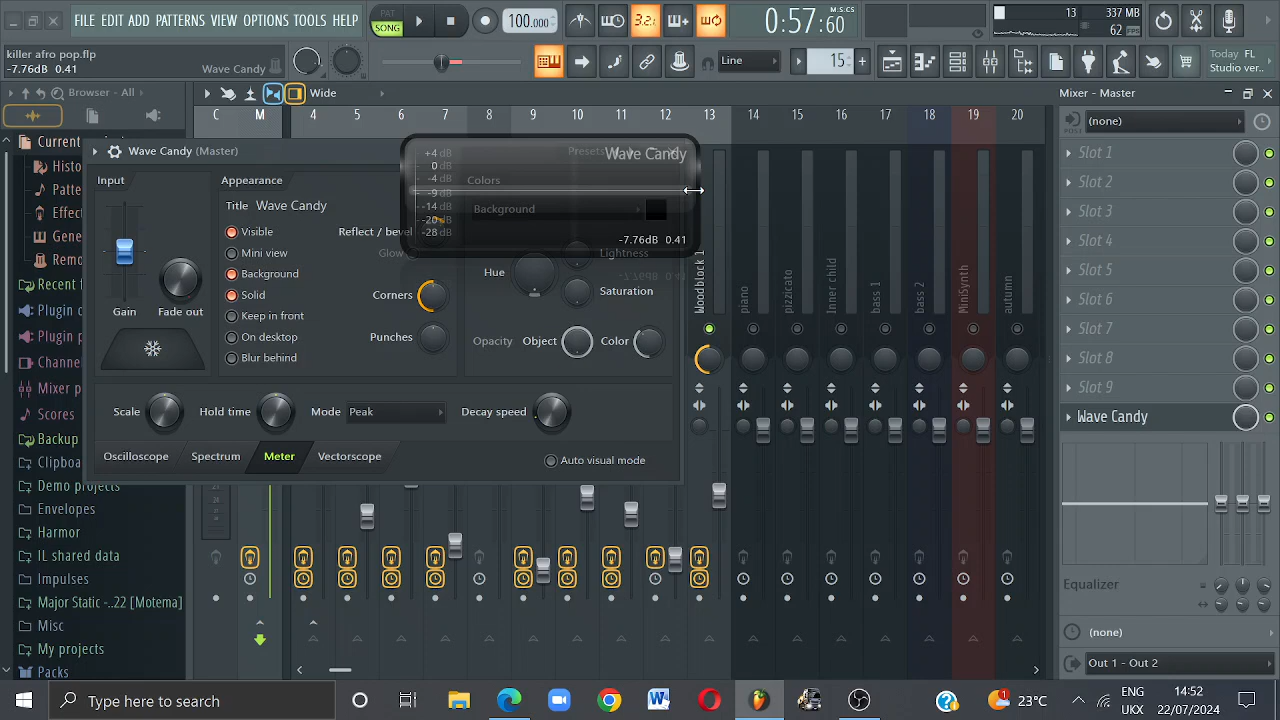 FILE EDIT ADD PATTERNS VIEW OPTIONS TOOLS HELP
PAT
SONG
100.000
3.2.1
0:57:60
M:S:CS
13
337 MB
62
killer afro pop.flp
-7.76dB 0.41
Wave Candy
Line
15
Today FL
Studio ver..
Browser - All
Wide
Mixer - Master
C M 4 5 6 7 8 9 10 11 12 13 14 15 16 17 18 19 20
(none)
POST
Current
Histo
Patte
Effec
Gene
Remo
Recent f
Plugin c
Plugin p
Channe
Mixer p
Scores
Backup
Clipboa
Demo projects
Envelopes
Harmor
IL shared data
Impulses
Major Static -..22 [Motema]
Misc
My projects
Packs
Wave Candy (Master)
Presets
Input
Gain
Fade out
Appearance
Title Wave Candy
Visible
Mini view
Background
Solid
Keep in front
On desktop
Blur behind
Reflect / bevel
Glow
Corners
Punches
Colors
Background
Lightness
Hue
Saturation
Opacity Object Color
Scale
Hold time
Mode Peak
Decay speed
Oscilloscope Spectrum Meter Vectorscope
Auto visual mode
Wave Candy
+4 dB
0 dB
-4 dB
-9 dB
-14 dB
-20 dB
-28 dB
-7.76dB 0.41
Woodblock 1
piano
pizzicato
Inner child
bass 1
bass 2
MiniSynth
autumn
Slot 1
Slot 2
Slot 3
Slot 4
Slot 5
Slot 6
Slot 7
Slot 8
Slot 9
Wave Candy
Equalizer
(none)
Out 1 - Out 2
Type here to search
1
23°C
ENG
UKX
14:52
22/07/2024